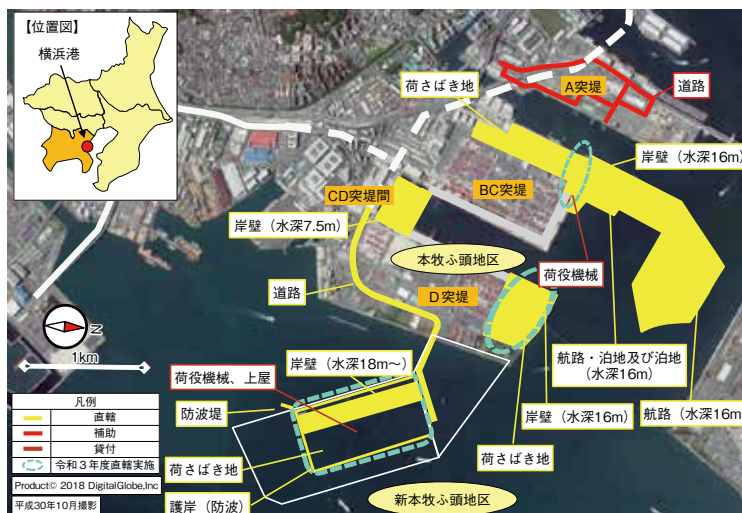 【位置図】
横浜港
荷さばき地
A突堤
道路
岸壁（水深16m）
BC突堤
CD突堤間
岸壁（水深7.5m）
本牧ふ頭地区
荷役機械
道路
D突堤
N
1km
岸壁（水深18m～）
荷役機械、上屋
航路・泊地及び泊地
（水深16m）
防波堤
岸壁（水深16m）
航路（水深16m）
荷さばき地
荷さばき地
護岸（防波）
新本牧ふ頭地区
凡例
直轄
補助
貸付
令和３年度直轄実施
Product© 2018 DigitalGlobe,Inc
平成30年10月撮影